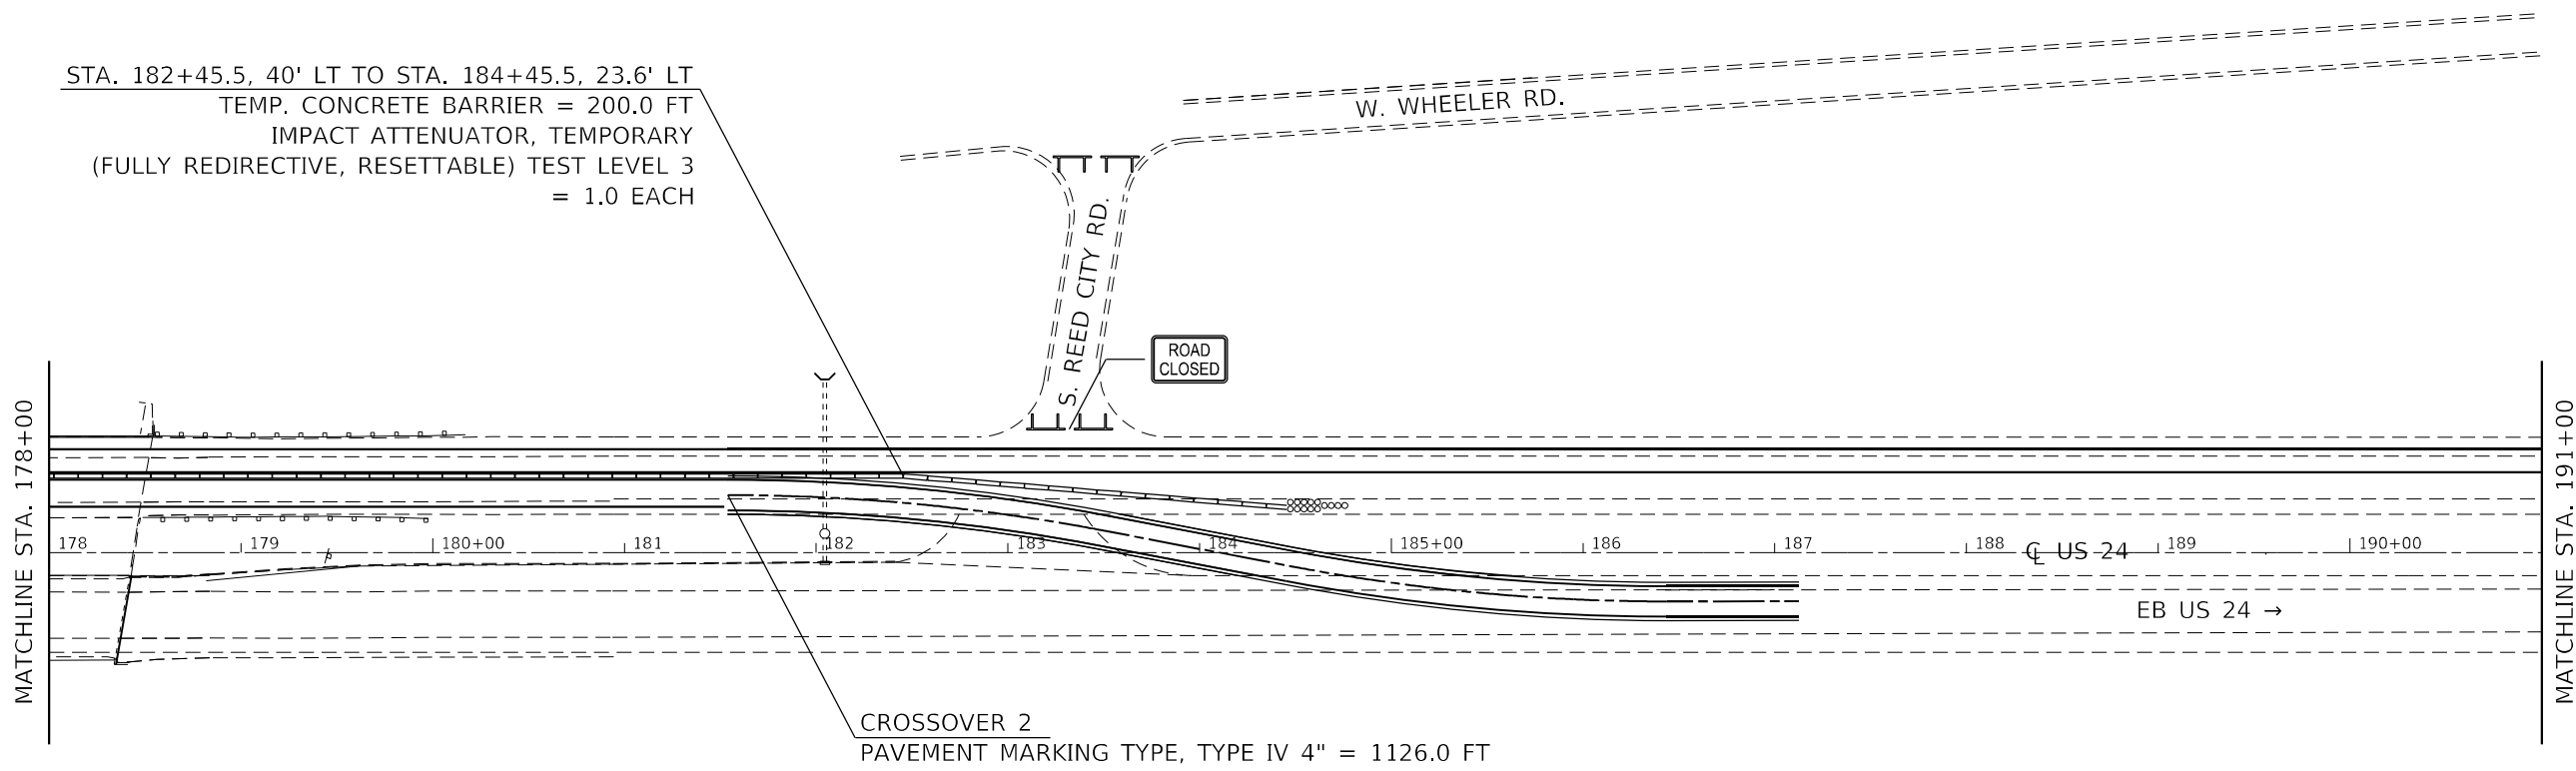 STA. 182+45.5, 40' LT TO STA. 184+45.5, 23.6' LT
TEMP. CONCRETE BARRIER = 200.0 FT
IMPACT ATTENUATOR, TEMPORARY
(FULLY REDIRECTIVE, RESETTABLE) TEST LEVEL 3
= 1.0 EACH
W. WHEELER RD.
S. REED CITY RD.
ROAD
CLOSED
MATCHLINE STA. 178+00
178
179
180+00
181
182
183
184
185+00
186
187
188
℄ US 24
189
190+00
EB US 24 →
MATCHLINE STA. 191+00
CROSSOVER 2
PAVEMENT MARKING TYPE, TYPE IV 4" = 1126.0 FT